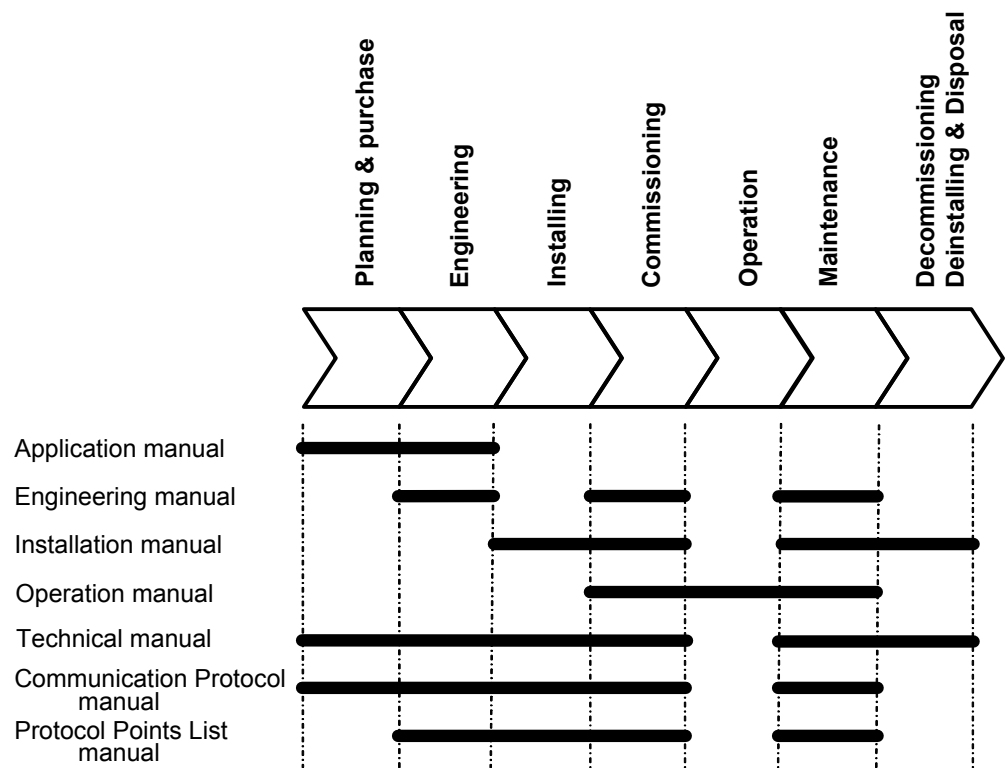 Planning & purchase
Engineering
Installing
Commissioning
Operation
Maintenance
Decommissioning
Deinstalling & Disposal
Application manual
Engineering manual
Installation manual
Operation manual
Technical manual
Communication Protocol
manual
Protocol Points List
manual